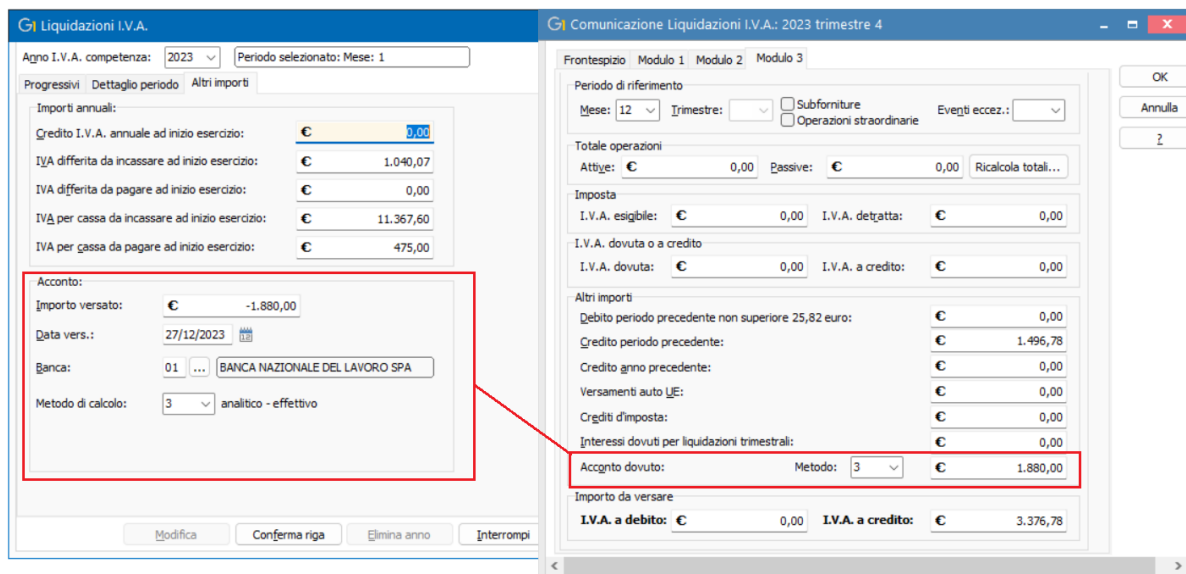 G1 Liquidazioni I.V.A.
Anno I.V.A. competenza: 2023 Periodo selezionato: Mese: 1
Progressivi Dettaglio periodo Altri importi
Importi annuali:
Credito I.V.A. annuale ad inizio esercizio: € 0,00
IVA differita da incassare ad inizio esercizio: € 1.040,07
IVA differita da pagare ad inizio esercizio: € 0,00
IVA per cassa da incassare ad inizio esercizio: € 11.367,60
IVA per cassa da pagare ad inizio esercizio: € 475,00
Acconto:
Importo versato: € -1.880,00
Data vers.: 27/12/2023 12
Banca: 01 ... BANCA NAZIONALE DEL LAVORO SPA
Metodo di calcolo: 3 analitico - effettivo
Modifica Conferma riga Elimina anno Interrompi
G1 Comunicazione Liquidazioni I.V.A.: 2023 trimestre 4
Frontespizio Modulo 1 Modulo 2 Modulo 3
OK
Annulla
?
Periodo di riferimento
Mese: 12 Trimestre: Subforniture Eventi eccez.:
Operazioni straordinarie
Totale operazioni
Attive: € 0,00 Passive: € 0,00 Ricalcola totali...
Imposta
I.V.A. esigibile: € 0,00 I.V.A. detratta: € 0,00
I.V.A. dovuta o a credito
I.V.A. dovuta: € 0,00 I.V.A. a credito: € 0,00
Altri importi
Debito periodo precedente non superiore 25,82 euro: € 0,00
Credito periodo precedente: € 1.496,78
Credito anno precedente: € 0,00
Versamenti auto UE: € 0,00
Crediti d'imposta: € 0,00
Interessi dovuti per liquidazioni trimestrali: € 0,00
Acconto dovuto: Metodo: 3 € 1.880,00
Importo da versare
I.V.A. a debito: € 0,00 I.V.A. a credito: € 3.376,78